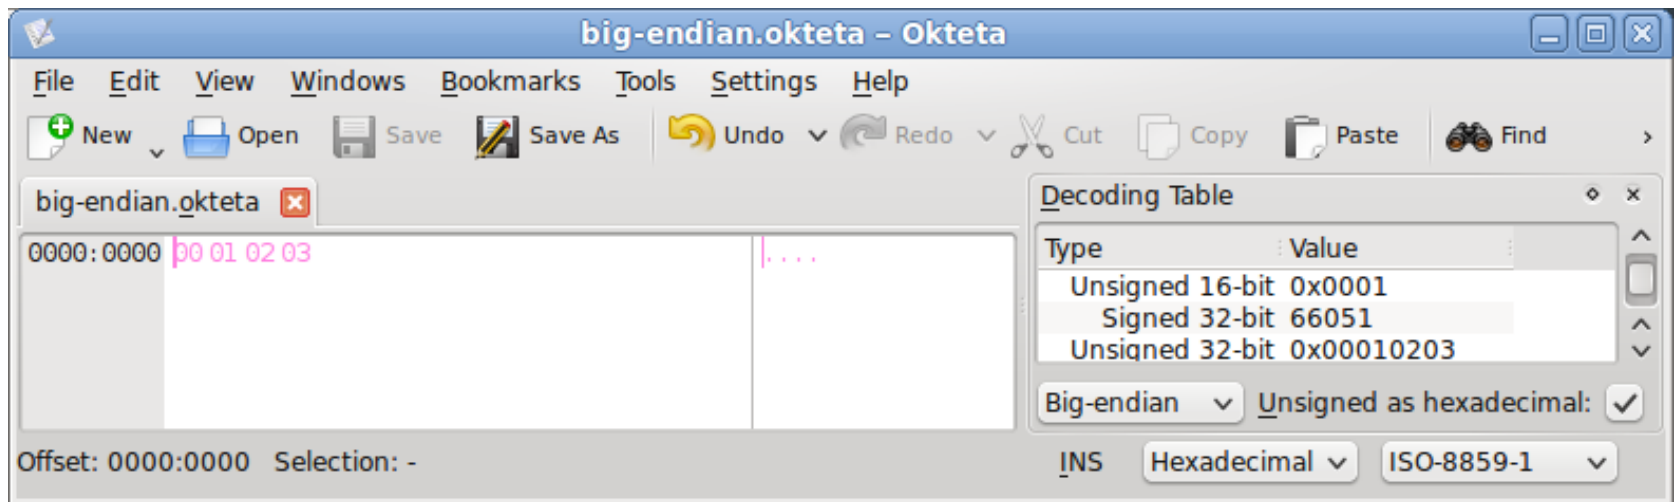 big-endian.okteta – Okteta
File Edit View Windows Bookmarks Tools Settings Help
New Open Save Save As Undo Redo Cut Copy Paste Find
big-endian.okteta
0000:0000 00 01 02 03 ....
Decoding Table
Type Value
Unsigned 16-bit 0x0001
Signed 32-bit 66051
Unsigned 32-bit 0x00010203
Big-endian Unsigned as hexadecimal:
Offset: 0000:0000 Selection: - INS Hexadecimal ISO-8859-1